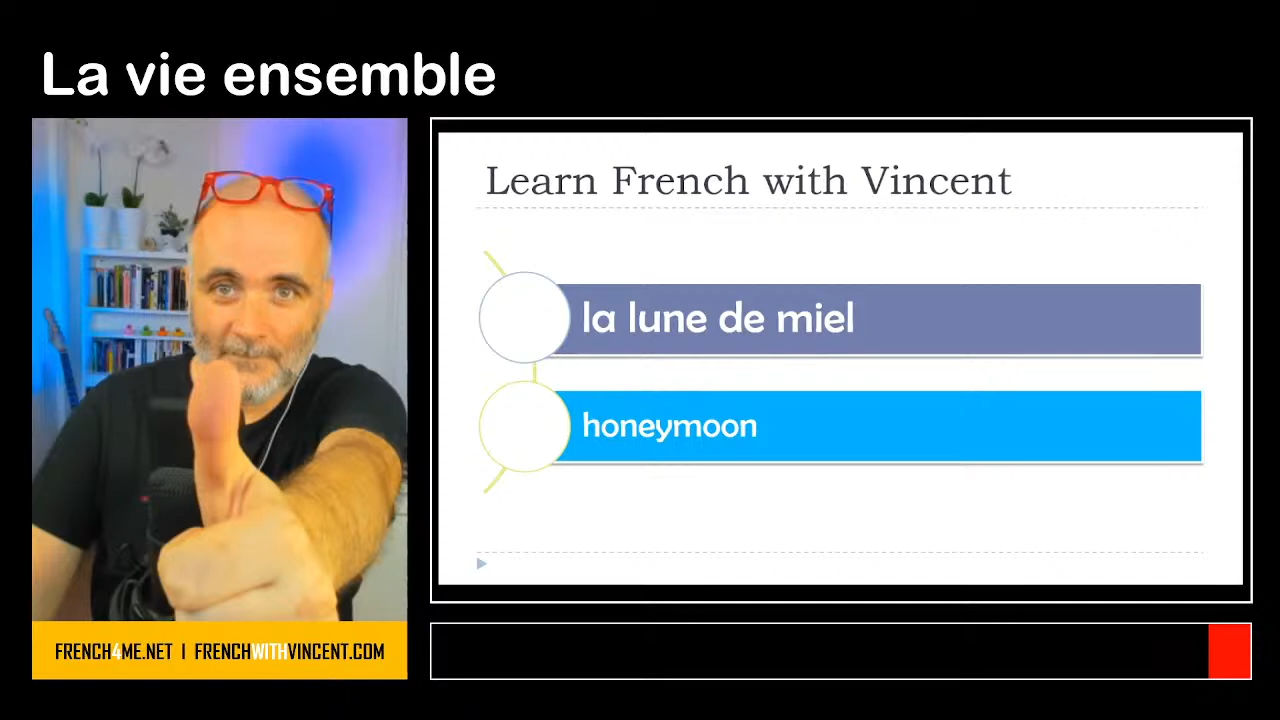 La vie ensemble
Learn French with Vincent
la lune de miel
honeymoon
FRENCH4ME.NET I FRENCHWITHVINCENT.COM